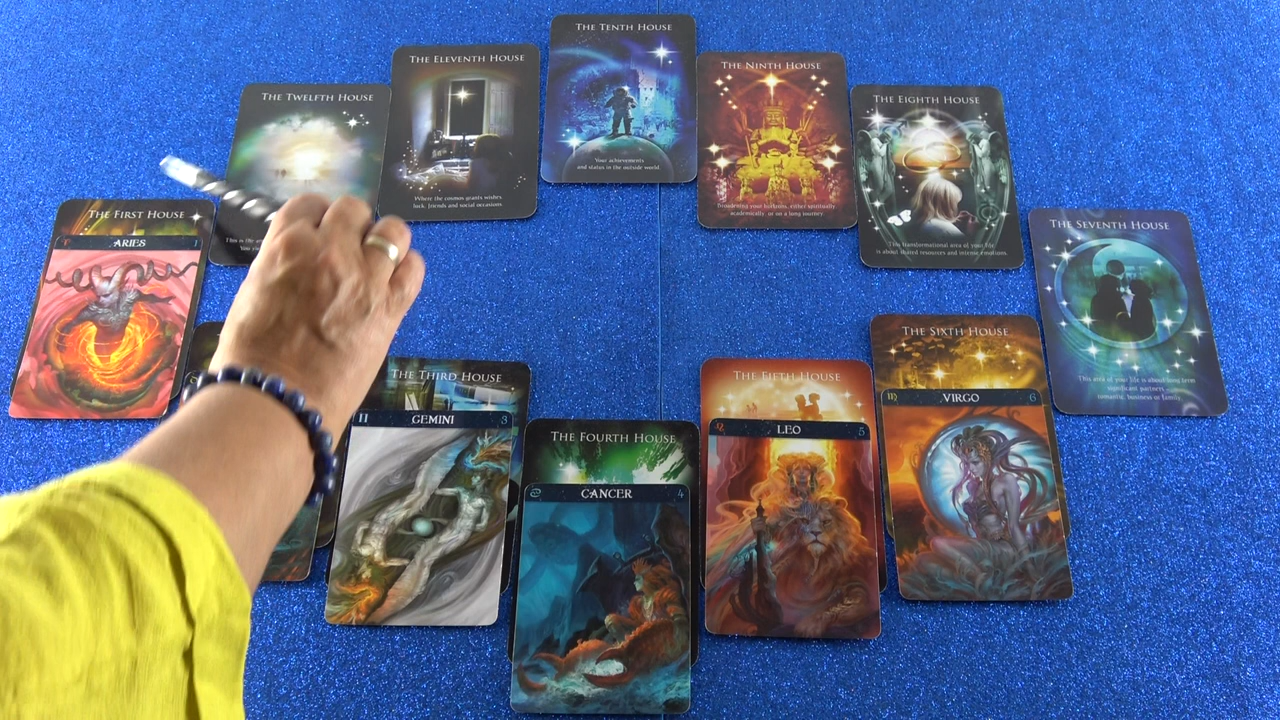 THE TENTH HOUSE
Your achievements
and status in the outside world.
THE ELEVENTH HOUSE
Where the cosmos grants wishes
luck, friends and social occasions
THE NINTH HOUSE
Broadening your horizons, either spiritually
academically or on a long journey
THE TWELFTH HOUSE
This is the
You
THE EIGHTH HOUSE
This transformational area of your life
is about shared resources and intense emotions.
THE FIRST HOUSE
ARIES 1
THE SEVENTH HOUSE
This area of your life is about long term
significant partners
romantic, business or family
THE THIRD HOUSE
GEMINI 3
THE FOURTH HOUSE
CANCER 4
THE FIFTH HOUSE
LEO 5
THE SIXTH HOUSE
VIRGO 6